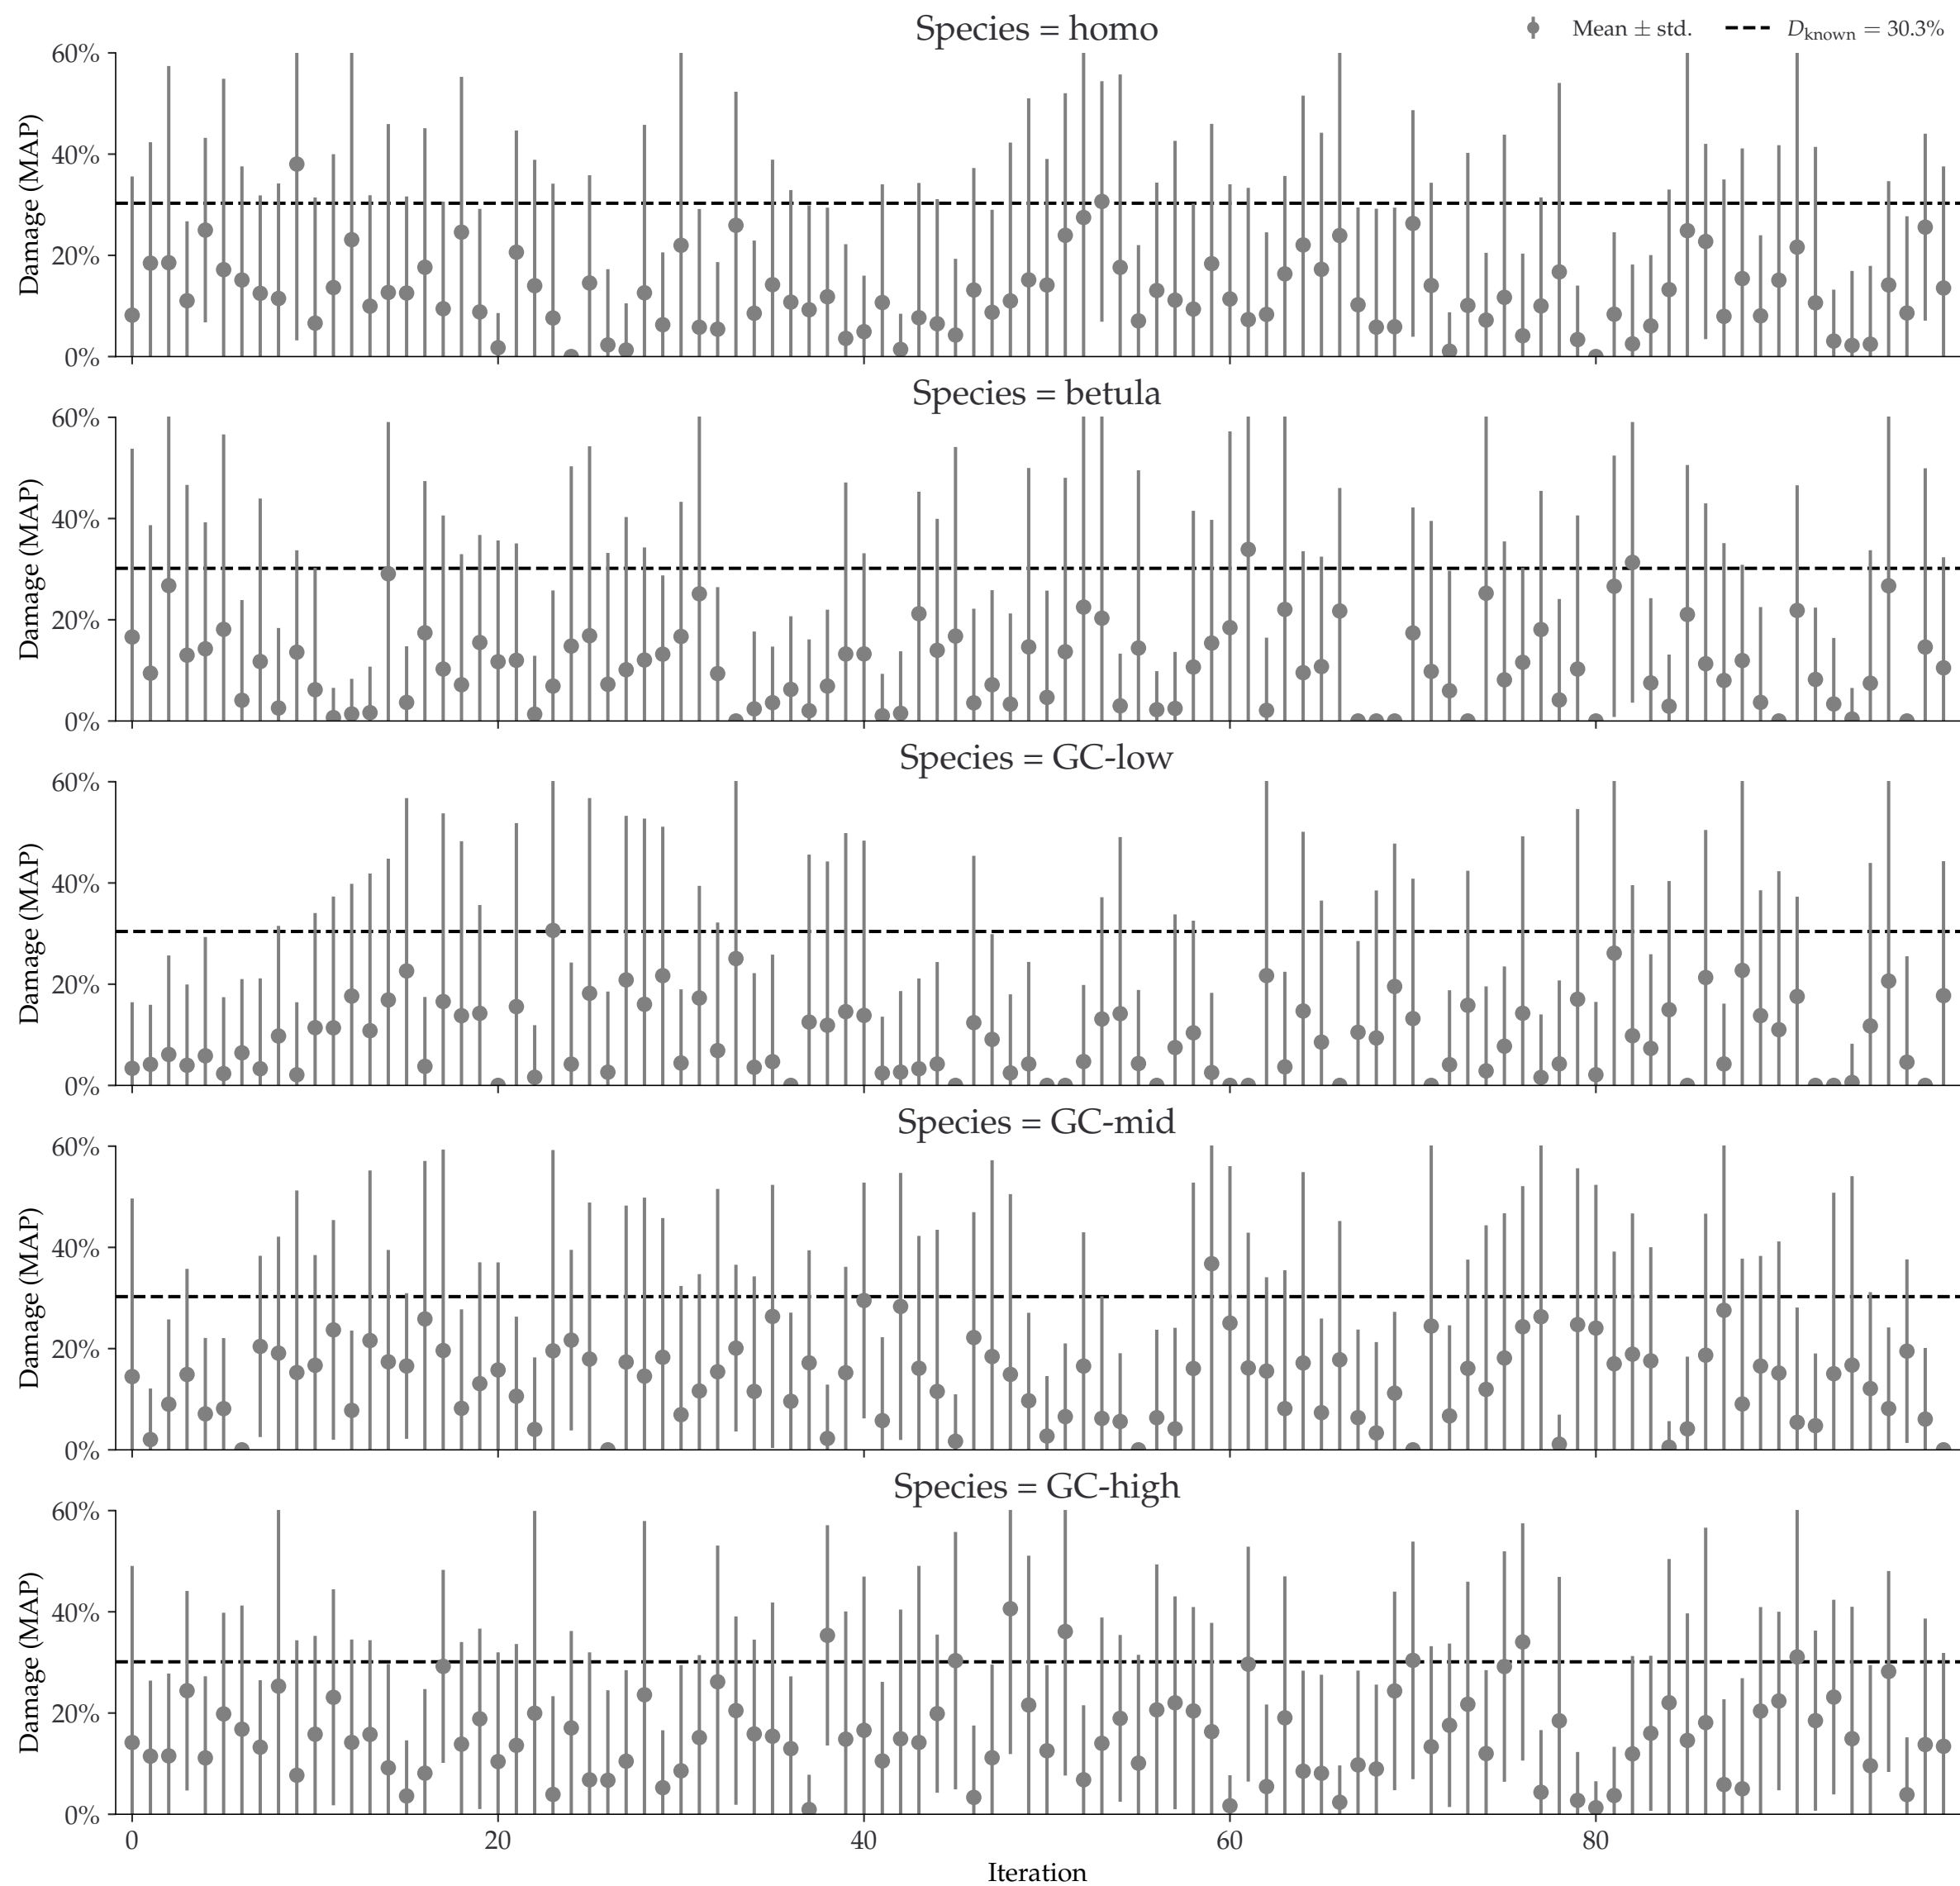 Species = homo
Mean ± std.
D_known = 30.3%
60%
40%
20%
0%
Damage (MAP)
Species = betula
60%
40%
20%
0%
Damage (MAP)
Species = GC-low
60%
40%
20%
0%
Damage (MAP)
Species = GC-mid
60%
40%
20%
0%
Damage (MAP)
Species = GC-high
60%
40%
20%
0%
Damage (MAP)
0 20 40 60 80
Iteration